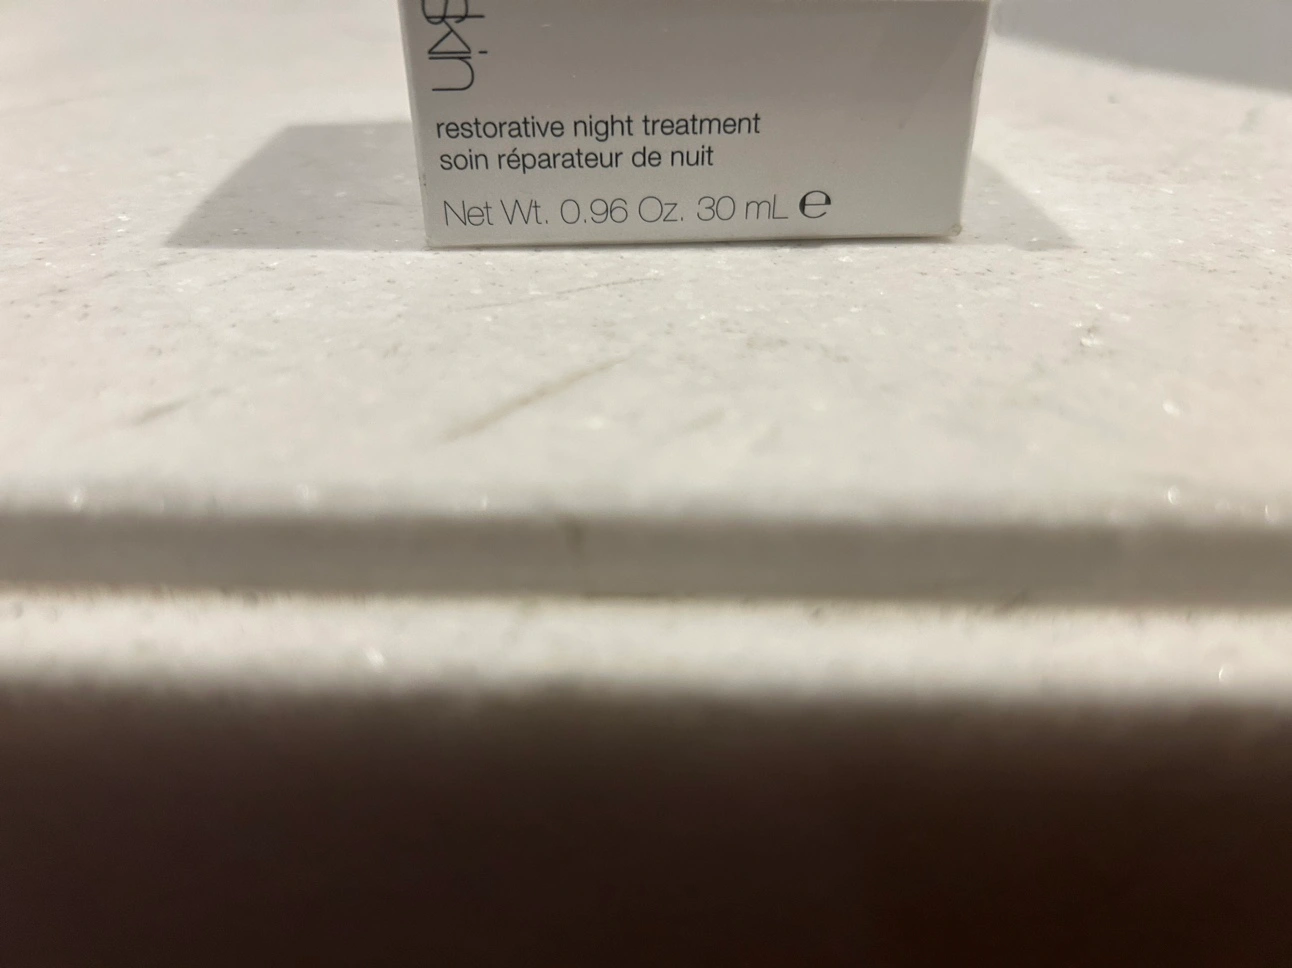 restorative night treatment
soin réparateur de nuit
Net Wt. 0.96 Oz. 30 mL ℮